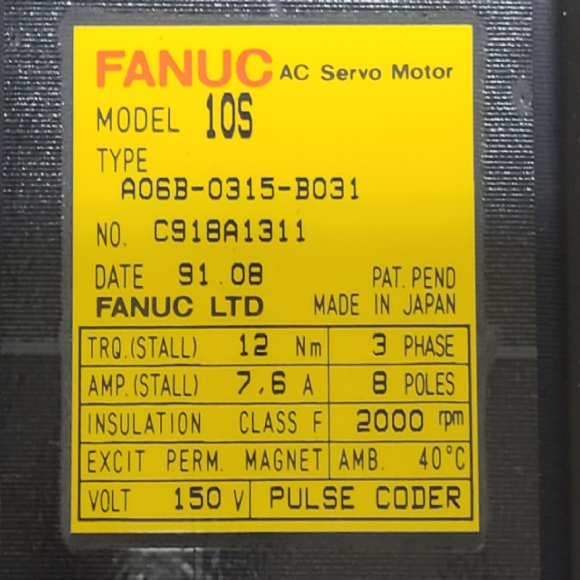 FANUC AC Servo Motor
MODEL 10S
TYPE
A06B-0315-B031
NO. C918A1311
DATE 91.08 PAT. PEND
FANUC LTD MADE IN JAPAN
TRQ.(STALL) 12 Nm 3 PHASE
AMP.(STALL) 7.6 A 8 POLES
INSULATION CLASS F 2000 rpm
EXCIT PERM. MAGNET AMB. 40°C
VOLT 150 V PULSE CODER